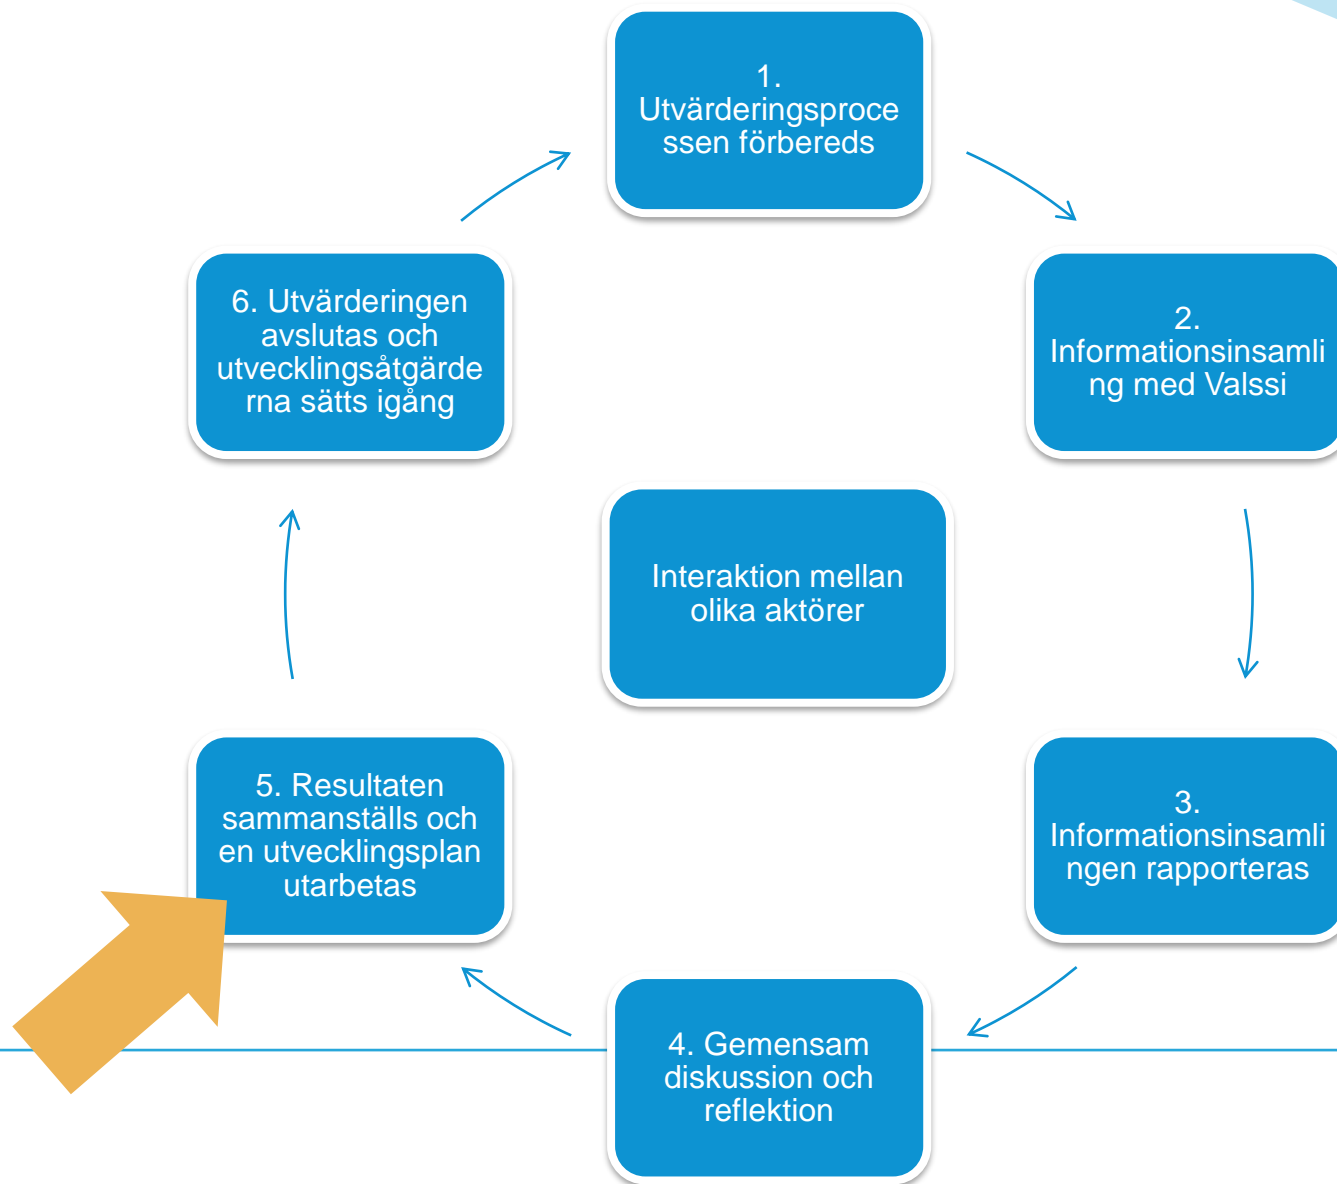 1.
Utvärderingsproce
ssen förbereds
2.
Informationsinsamli
ng med Valssi
3.
Informationsinsamli
ngen rapporteras
4. Gemensam
diskussion och
reflektion
5. Resultaten
sammanställs och
en utvecklingsplan
utarbetas
6. Utvärderingen
avslutas och
utvecklingsåtgärde
rna sätts igång
Interaktion mellan
olika aktörer